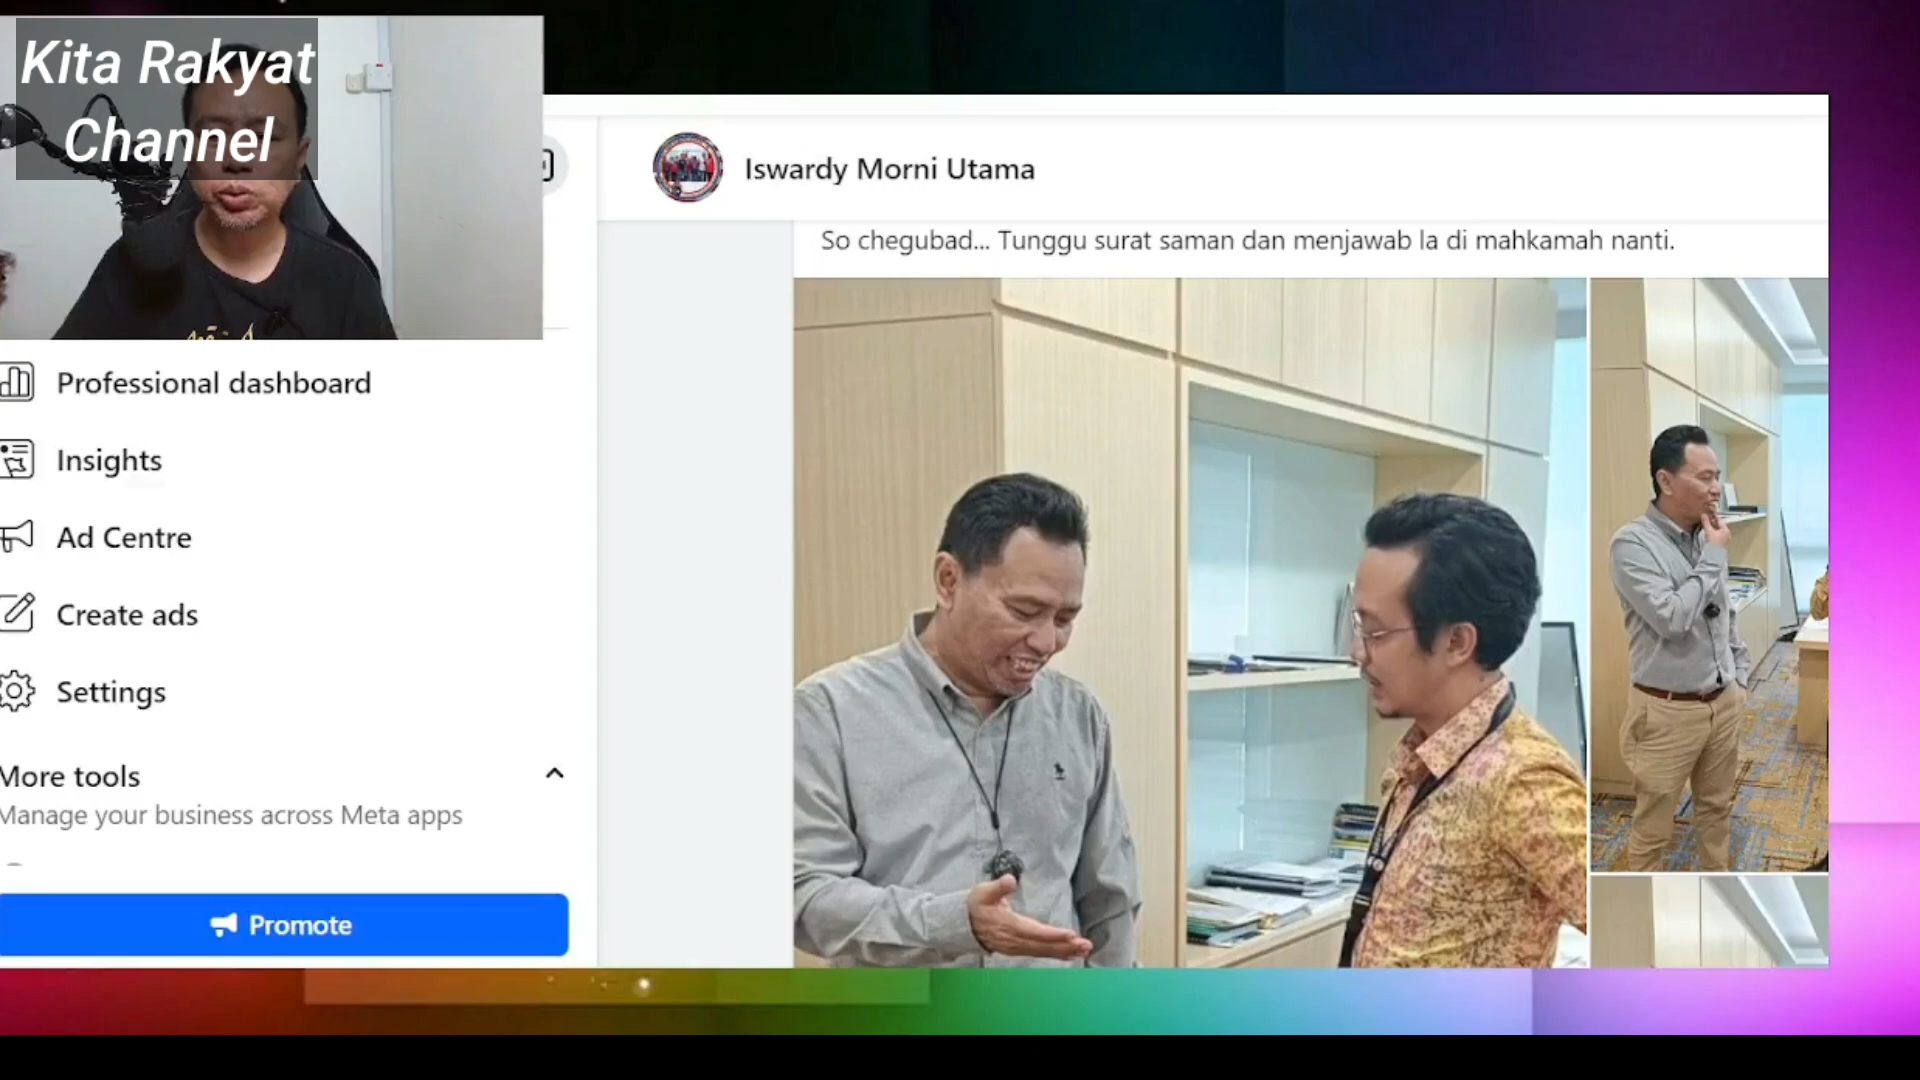 Kita Rakyat
Channel
Iswardy Morni Utama
So chegubad... Tunggu surat saman dan menjawab la di mahkamah nanti.
Professional dashboard
Insights
Ad Centre
Create ads
Settings
More tools
Manage your business across Meta apps
Promote